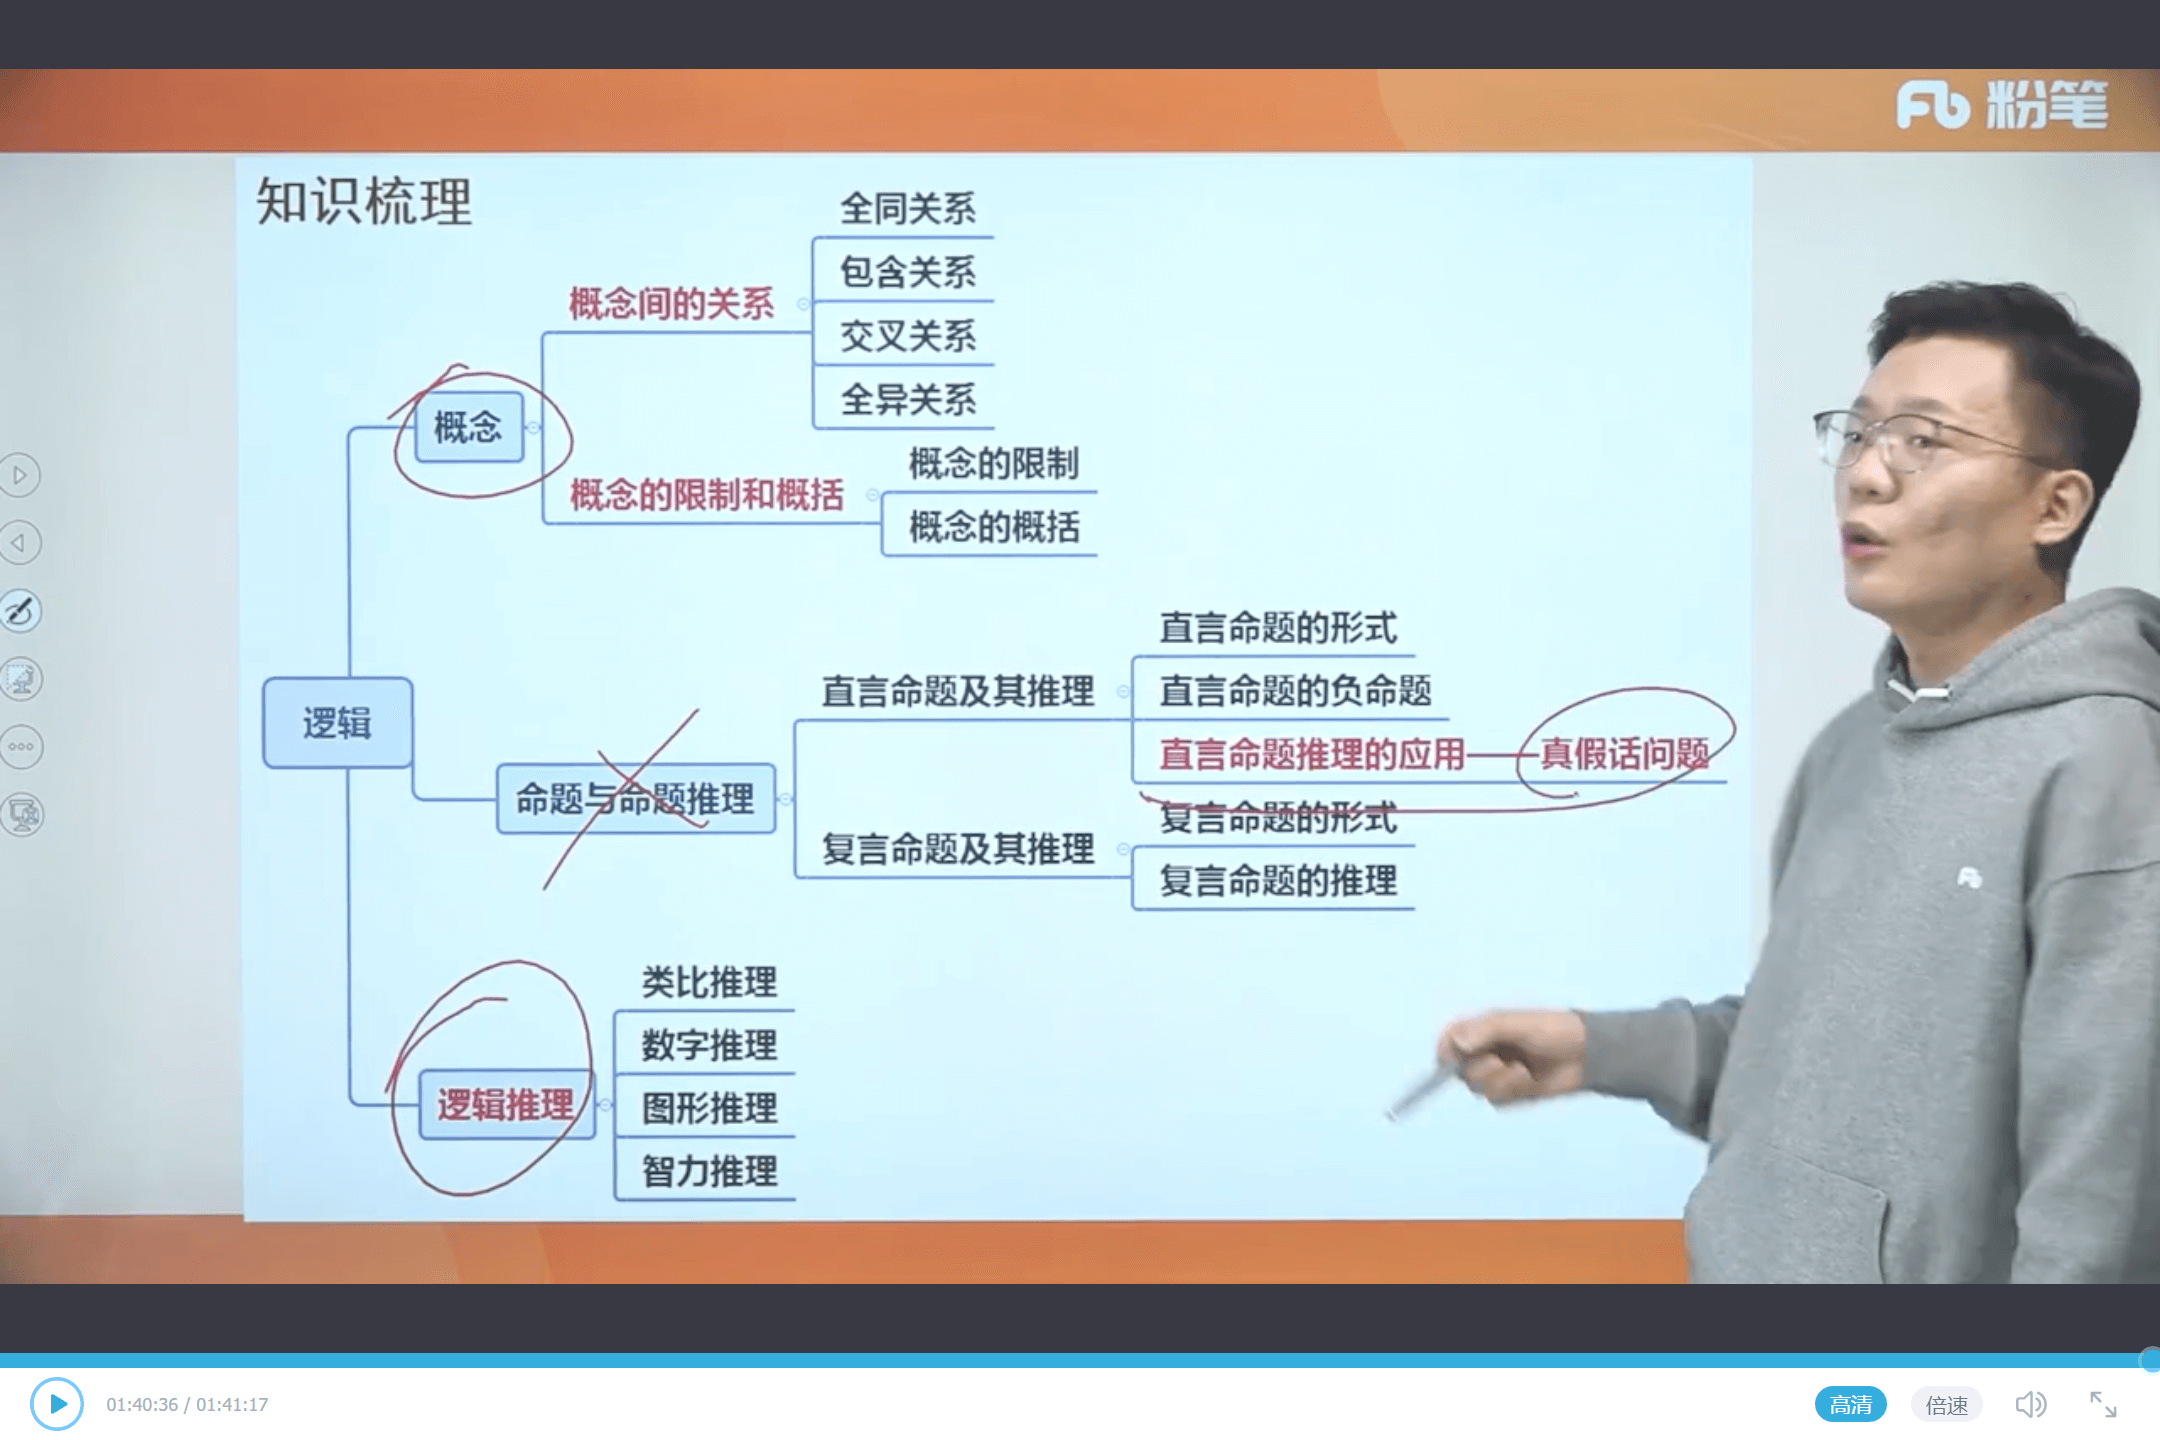 粉笔
知识梳理
全同关系
包含关系
概念间的关系
交叉关系
全异关系
概念
概念的限制
概念的限制和概括
概念的概括
直言命题的形式
直言命题及其推理
直言命题的负命题
逻辑
直言命题推理的应用
真假话问题
命题与命题推理
复言命题的形式
复言命题及其推理
复言命题的推理
类比推理
数字推理
逻辑推理
图形推理
智力推理
01:40:36 / 01:41:17
高清
倍速